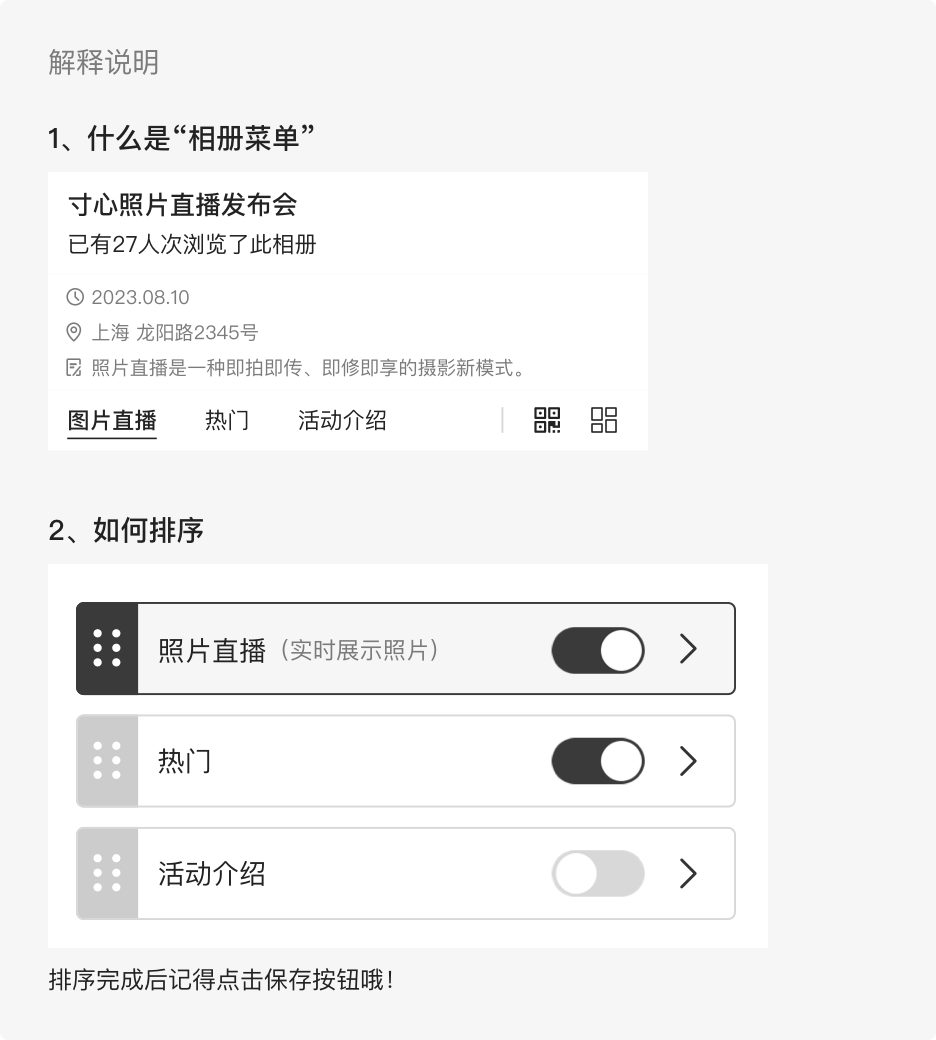 解释说明
1、什么是“相册菜单”
寸心照片直播发布会
已有27人次浏览了此相册
2023.08.10
上海 龙阳路2345号
照片直播是一种即拍即传、即修即享的摄影新模式。
图片直播 热门 活动介绍
2、如何排序
照片直播（实时展示照片）
热门
活动介绍
排序完成后记得点击保存按钮哦！